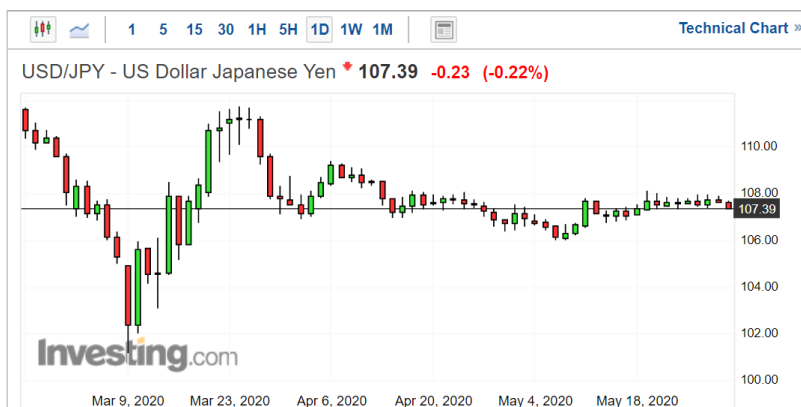 1 5 15 30 1H 5H 1D 1W 1M Technical Chart »
USD/JPY - US Dollar Japanese Yen 107.39 -0.23 (-0.22%)
110.00
108.00
107.39
106.00
104.00
102.00
Investing.com
100.00
Mar 9, 2020 Mar 23, 2020 Apr 6, 2020 Apr 20, 2020 May 4, 2020 May 18, 2020